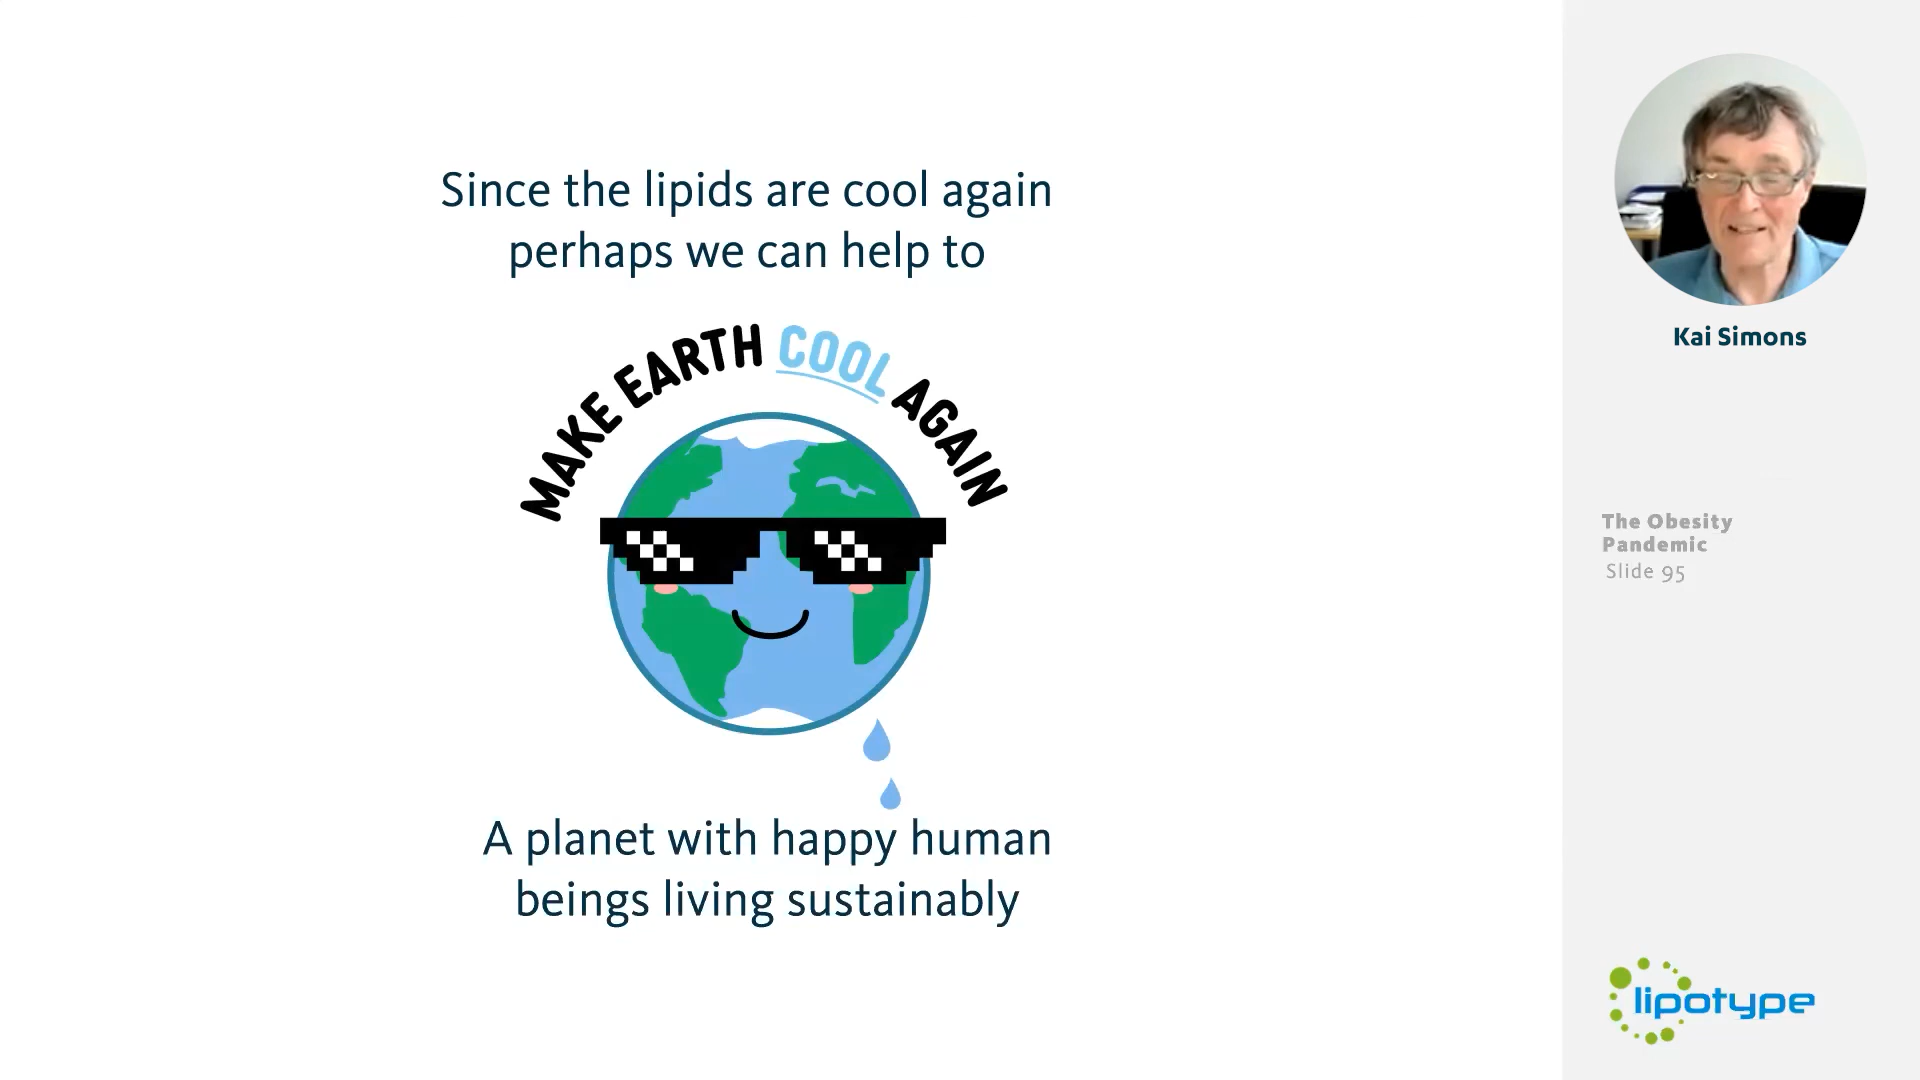 Since the lipids are cool again
perhaps we can help to
MAKE EARTH COOL AGAIN
A planet with happy human
beings living sustainably
Kai Simons
The Obesity
Pandemic
Slide 95
lipotype